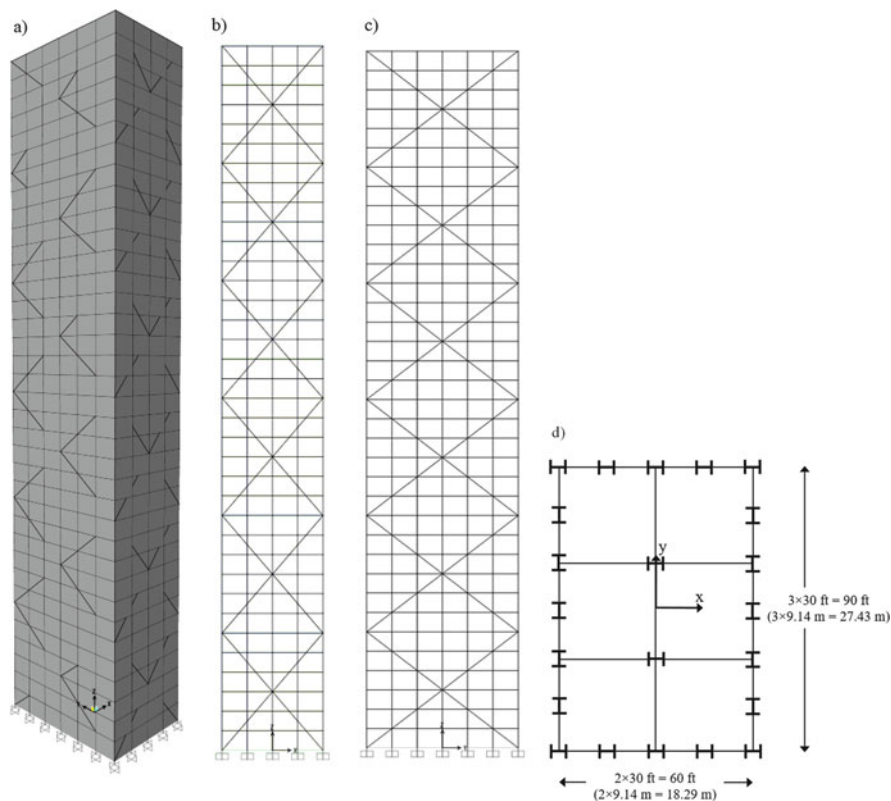 a)
b)
c)
d)
y
x
3×30 ft = 90 ft
(3×9.14 m = 27.43 m)
2×30 ft = 60 ft
(2×9.14 m = 18.29 m)